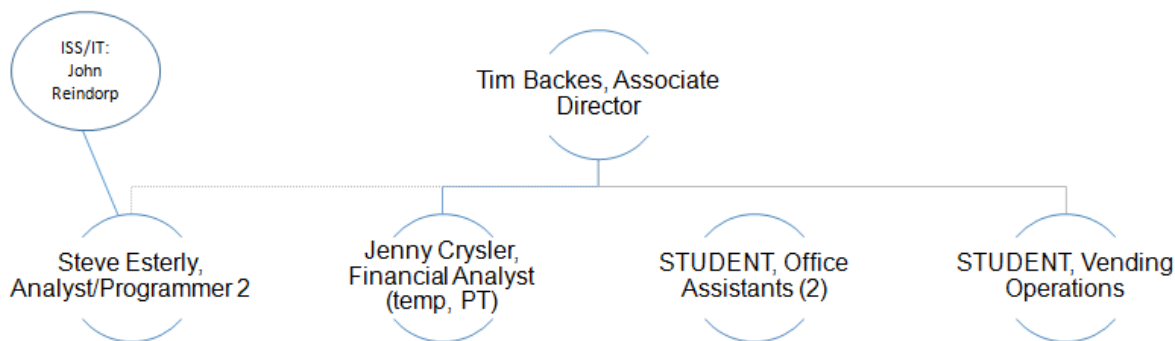 ISS/IT:
John
Reindorp
Tim Backes, Associate
Director
Steve Esterly,
Analyst/Programmer 2
Jenny Crysler,
Financial Analyst
(temp, PT)
STUDENT, Office
Assistants (2)
STUDENT, Vending
Operations